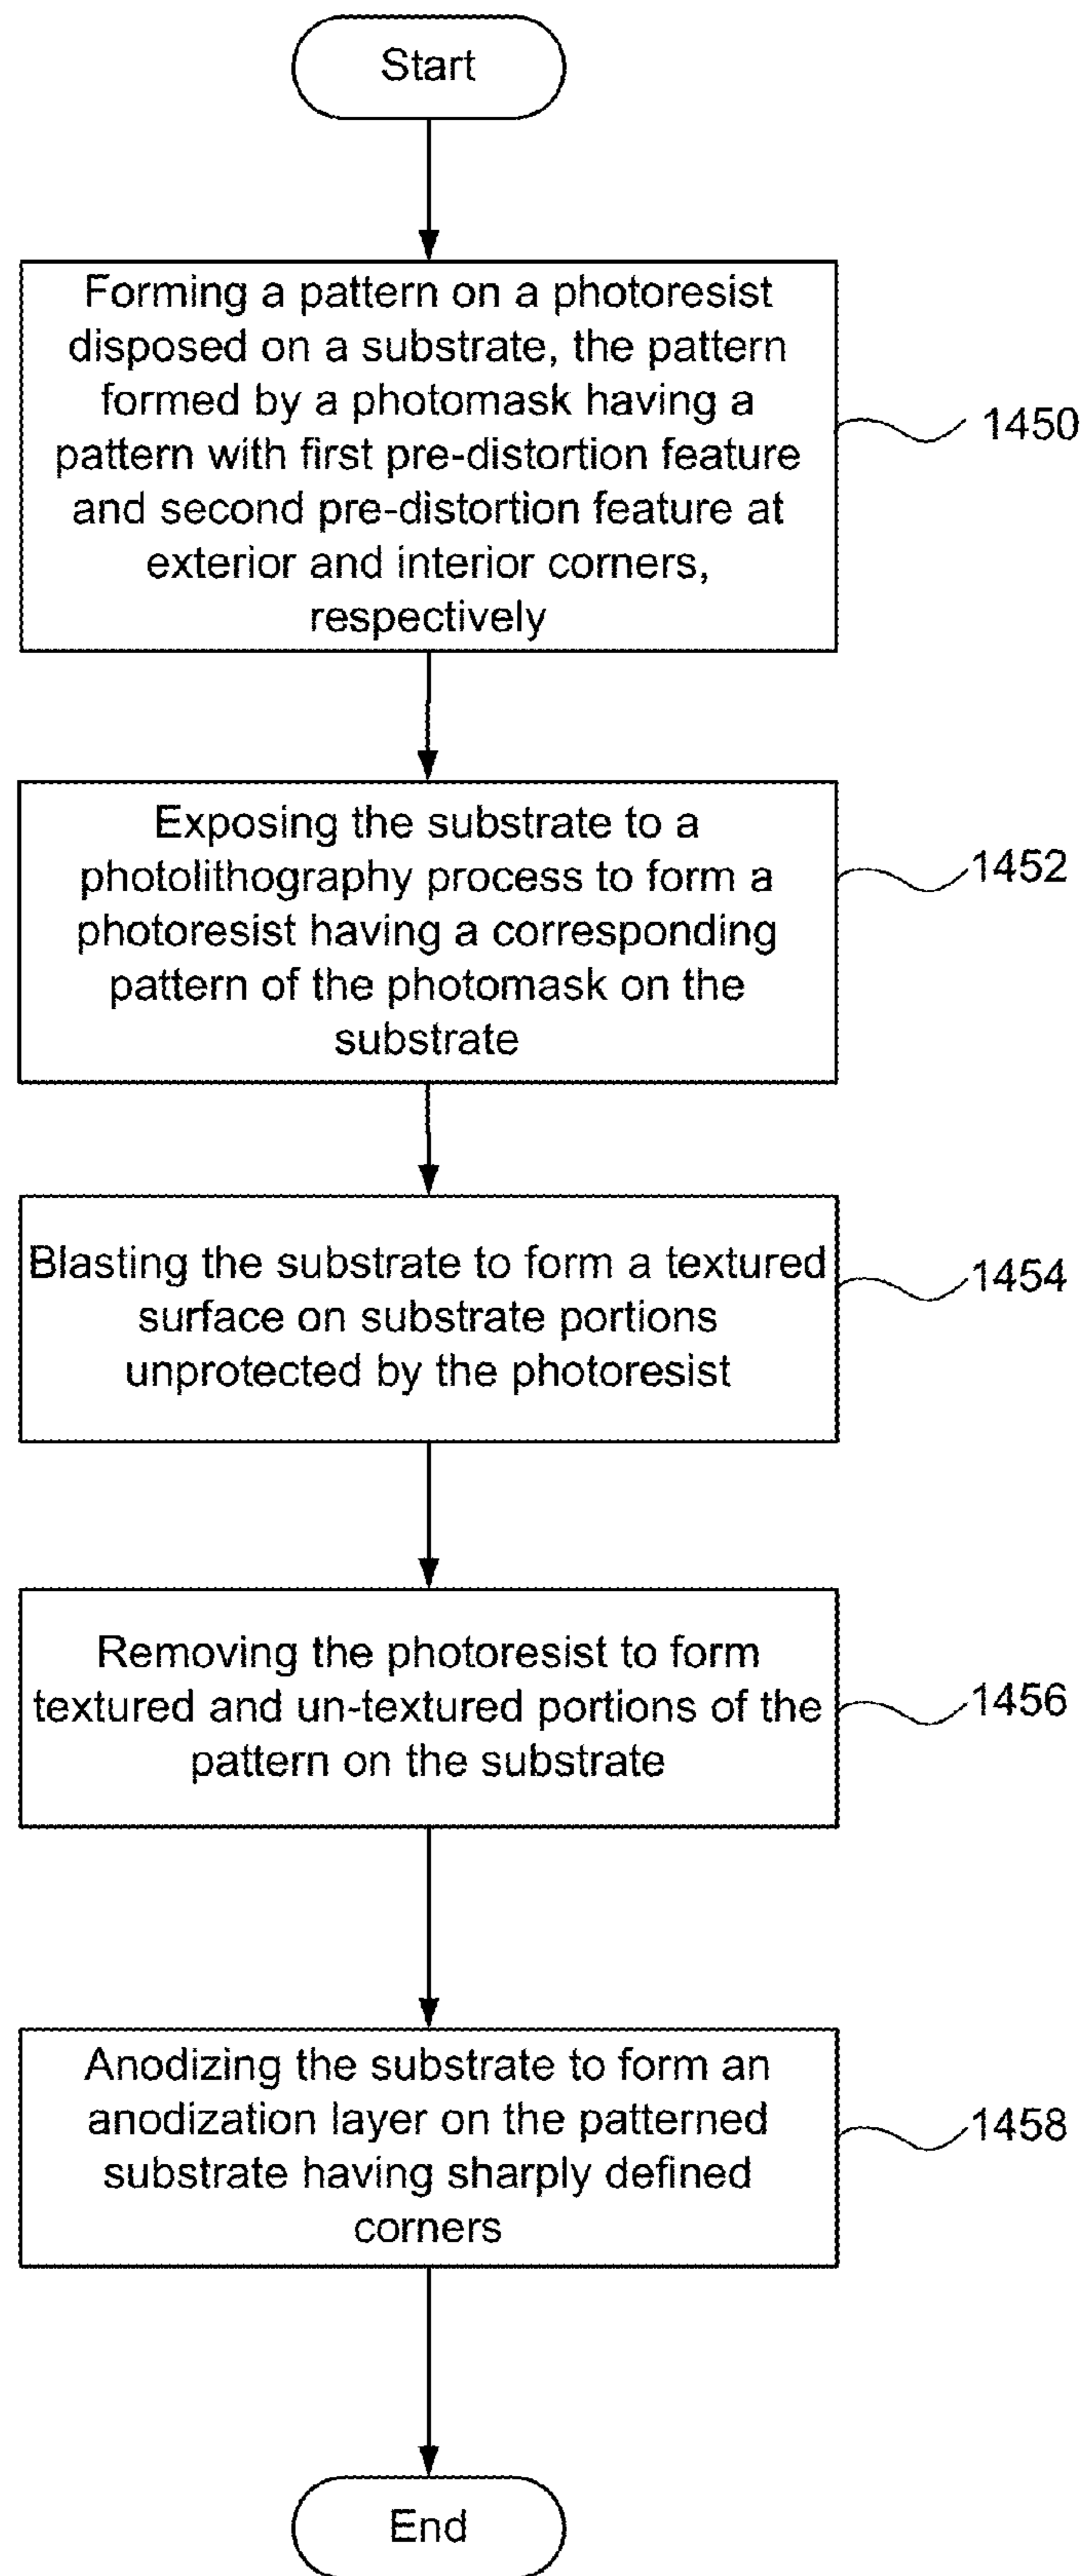 Start
Forming a pattern on a photoresist
disposed on a substrate, the pattern
formed by a photomask having a
pattern with first pre-distortion feature
and second pre-distortion feature at
exterior and interior corners,
respectively
1450
Exposing the substrate to a
photolithography process to form a
photoresist having a corresponding
pattern of the photomask on the
substrate
1452
Blasting the substrate to form a textured
surface on substrate portions
unprotected by the photoresist
1454
Removing the photoresist to form
textured and un-textured portions of the
pattern on the substrate
1456
Anodizing the substrate to form an
anodization layer on the patterned
substrate having sharply defined
corners
1458
End